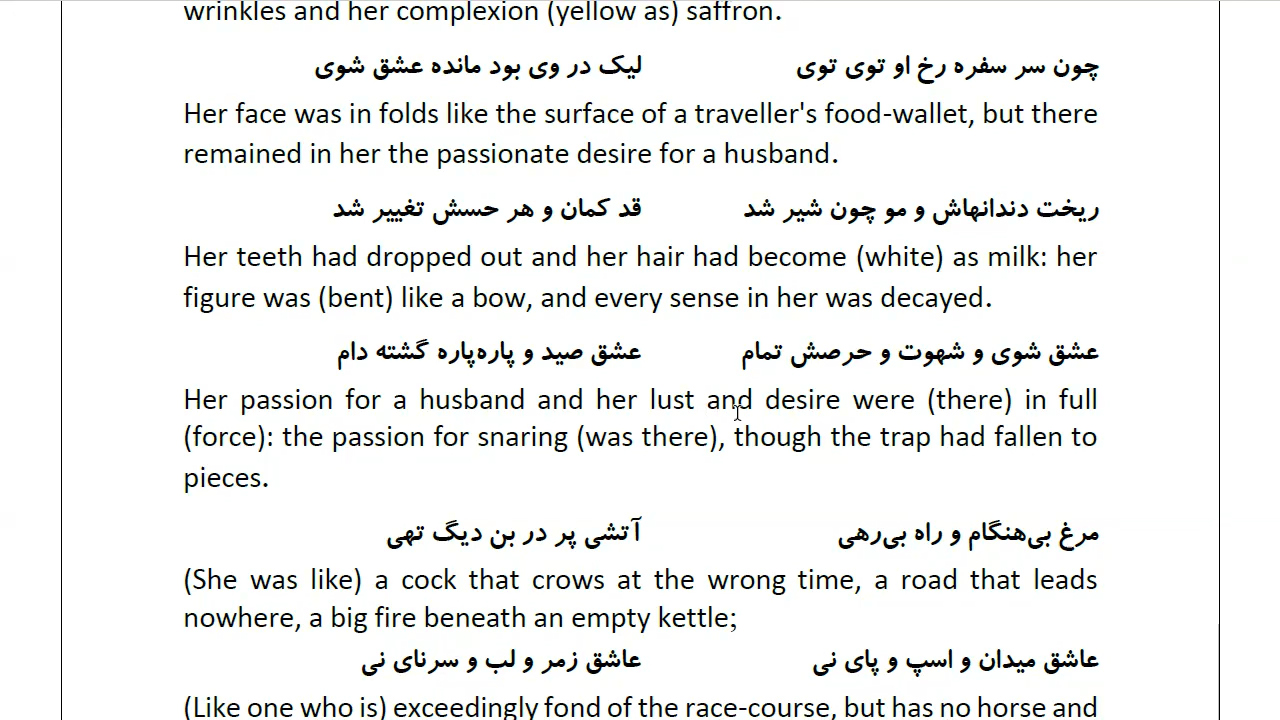 wrinkles and her complexion (yellow as) saffron.
چون سر سفره رخ او توی توی لیک در وی بود مانده عشق شوی
Her face was in folds like the surface of a traveller's food-wallet, but there
remained in her the passionate desire for a husband.
ریخت دندانهاش و مو چون شیر شد قد کمان و هر حسش تغییر شد
Her teeth had dropped out and her hair had become (white) as milk: her
figure was (bent) like a bow, and every sense in her was decayed.
عشق شوی و شهوت و حرصش تمام عشق صید و پاره‌پاره گشته دام
Her passion for a husband and her lust and desire were (there) in full
(force): the passion for snaring (was there), though the trap had fallen to
pieces.
مرغ بی‌هنگام و راه بی‌رهی آتشی پر در بن دیگ تهی
(She was like) a cock that crows at the wrong time, a road that leads
nowhere, a big fire beneath an empty kettle;
عاشق میدان و اسپ و پای نی عاشق زمر و لب و سرنای نی
(Like one who is) exceedingly fond of the race-course, but has no horse and